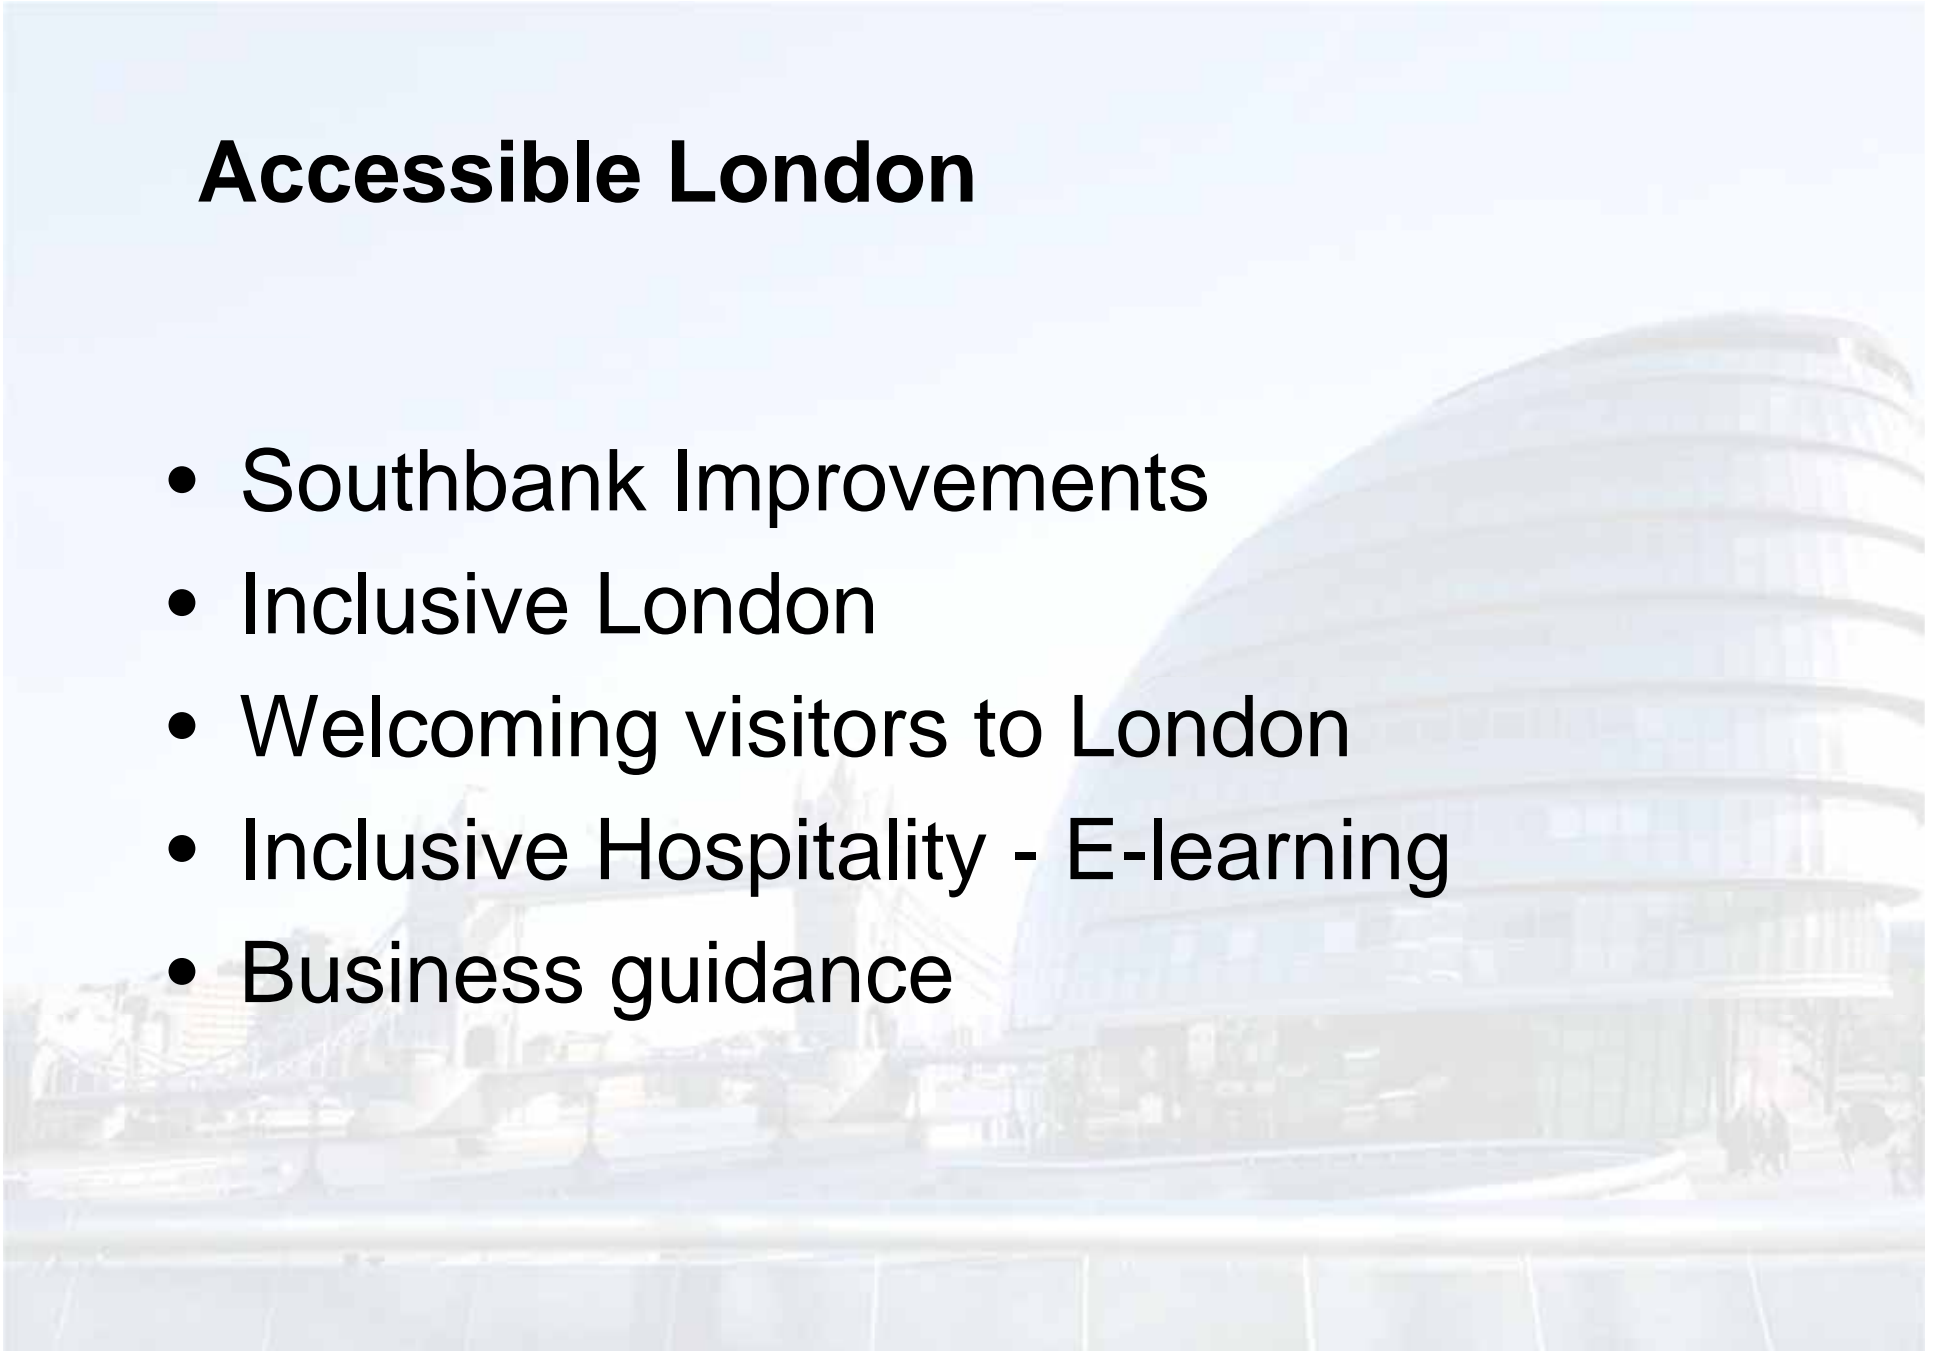 Accessible London
• Southbank Improvements
• Inclusive London
• Welcoming visitors to London
• Inclusive Hospitality - E-learning
• Business guidance